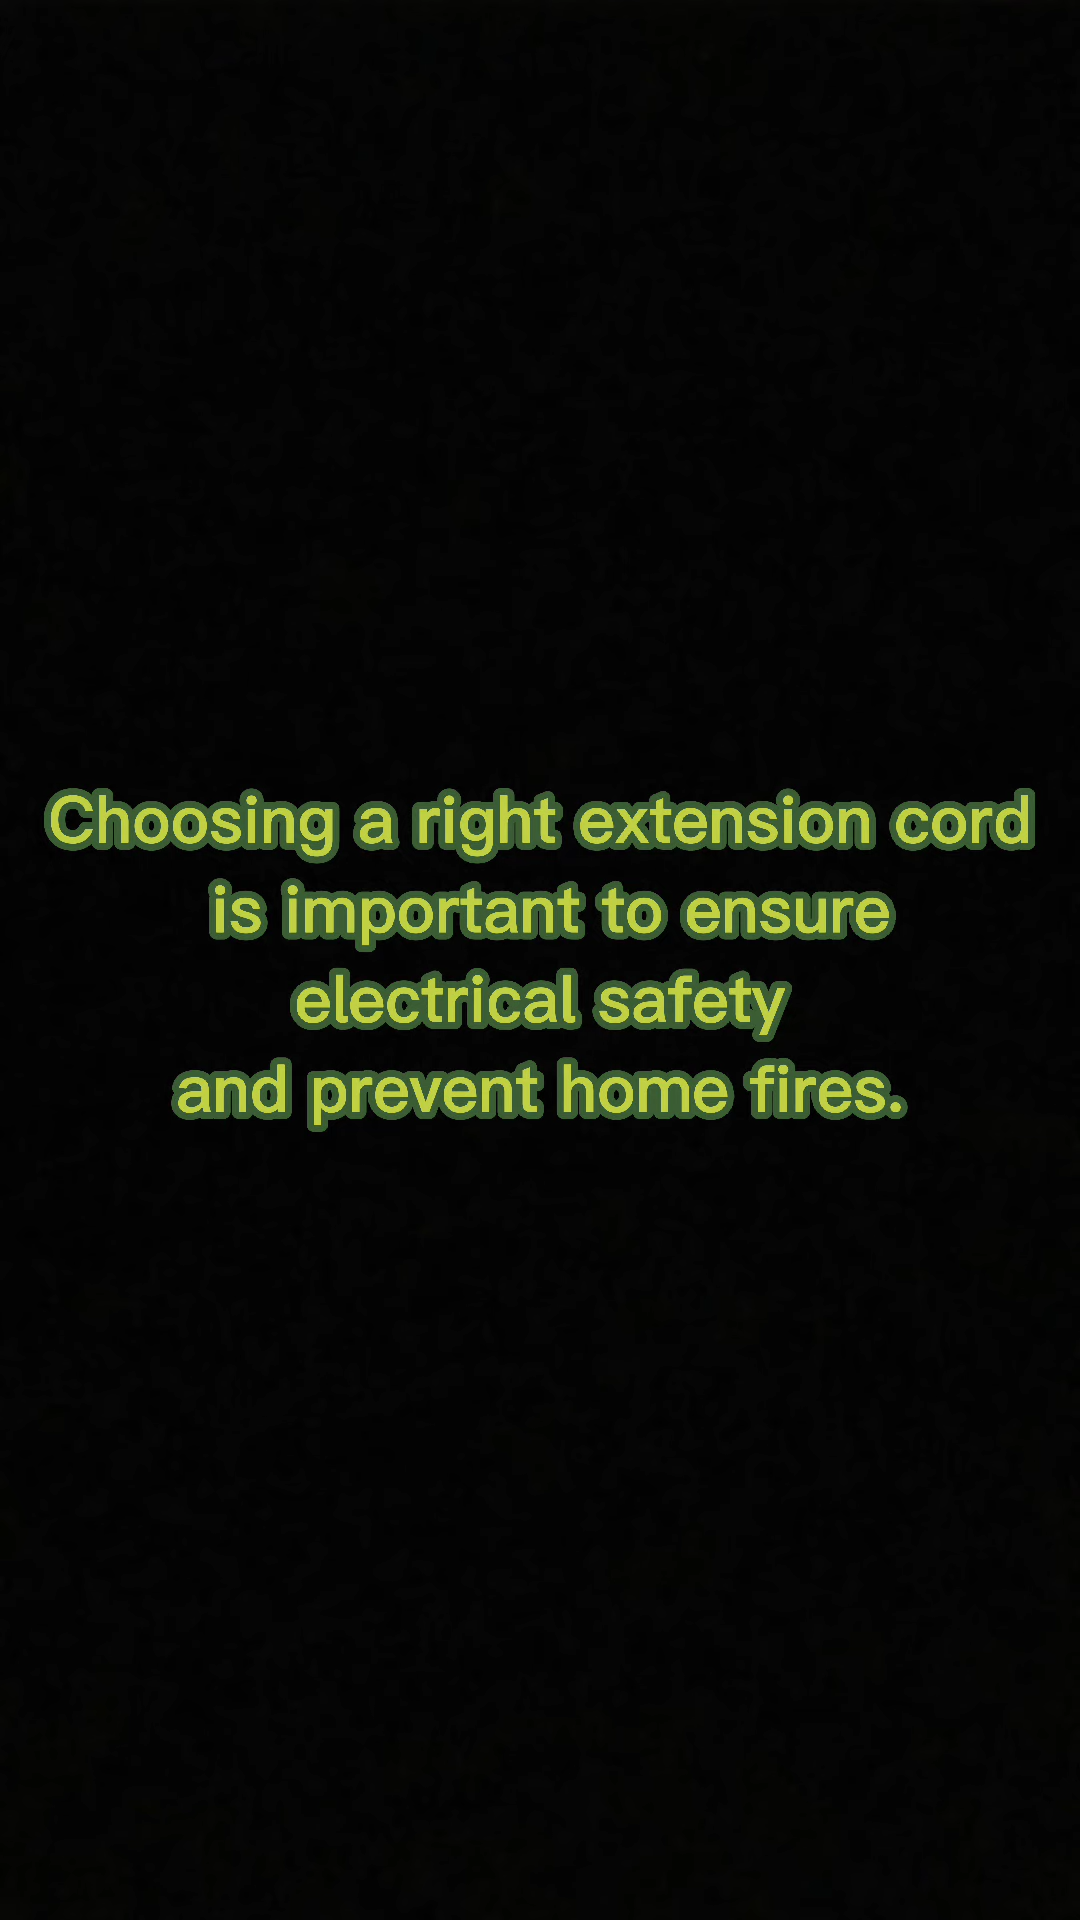 Choosing a right extension cord
is important to ensure
electrical safety
and prevent home fires.